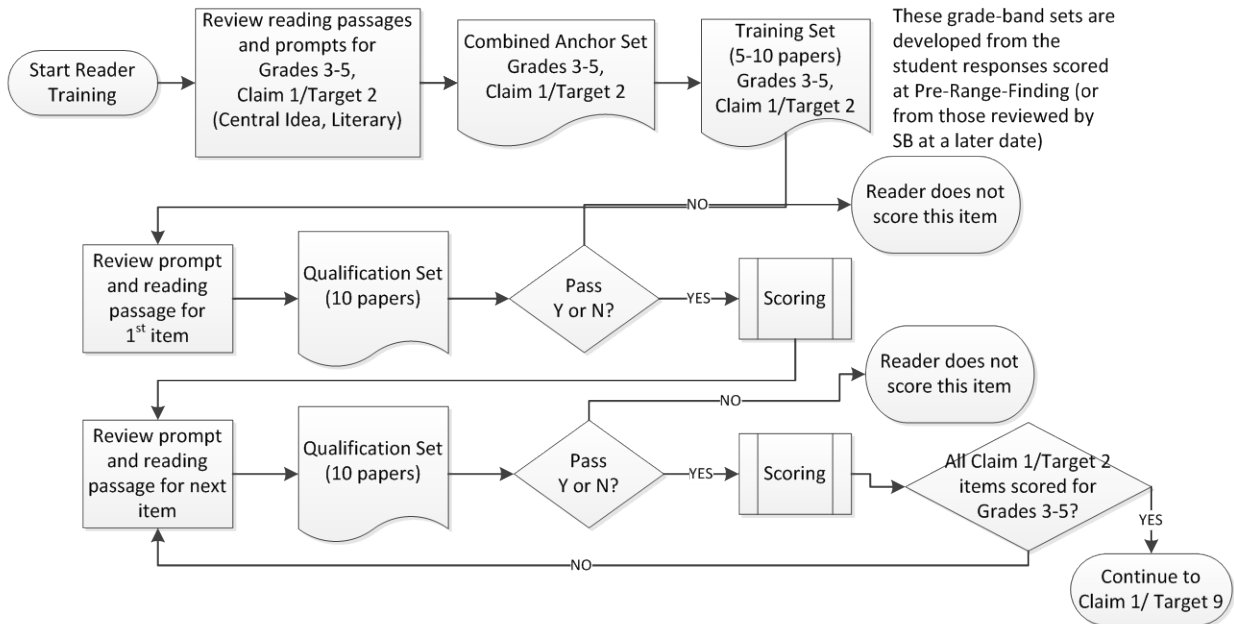 Start Reader
Training
Review reading passages
and prompts for
Grades 3-5,
Claim 1/Target 2
(Central Idea, Literary)
Combined Anchor Set
Grades 3-5,
Claim 1/Target 2
Training Set
(5-10 papers)
Grades 3-5,
Claim 1/Target 2
These grade-band sets are
developed from the
student responses scored
at Pre-Range-Finding (or
from those reviewed by
SB at a later date)
Review prompt
and reading
passage for
1st item
Qualification Set
(10 papers)
Pass
Y or N?
NO
Reader does not
score this item
YES
Scoring
Review prompt
and reading
passage for next
item
Qualification Set
(10 papers)
Pass
Y or N?
NO
Reader does not
score this item
YES
Scoring
All Claim 1/Target 2
items scored for
Grades 3-5?
NO
YES
Continue to
Claim 1/ Target 9